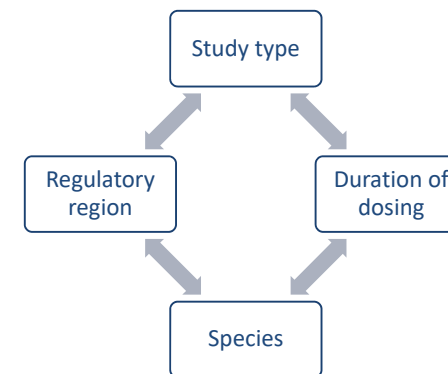 Study type
Regulatory
region
Duration of
dosing
Species